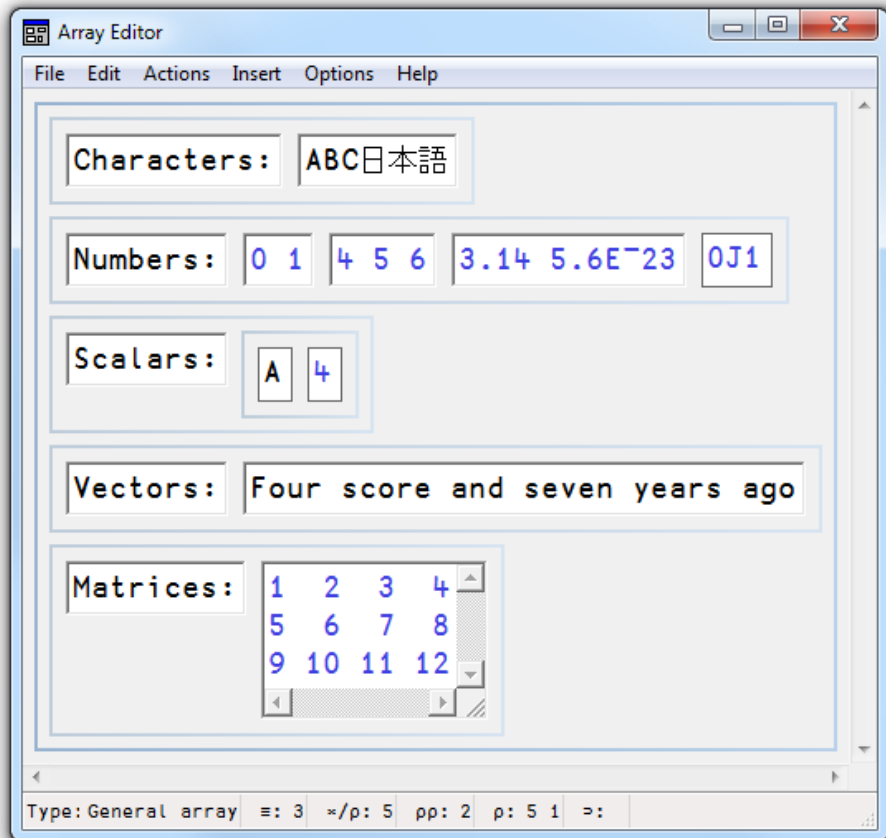 Array Editor
File Edit Actions Insert Options Help
Characters: ABC日本語
Numbers: 0 1 4 5 6 3.14 5.6E¯23 0J1
Scalars: A 4
Vectors: Four score and seven years ago
Matrices: 1 2 3 4
5 6 7 8
9 10 11 12
Type: General array ≡: 3 ×/⍴: 5 ⍴⍴: 2 ⍴: 5 1 ⊃: